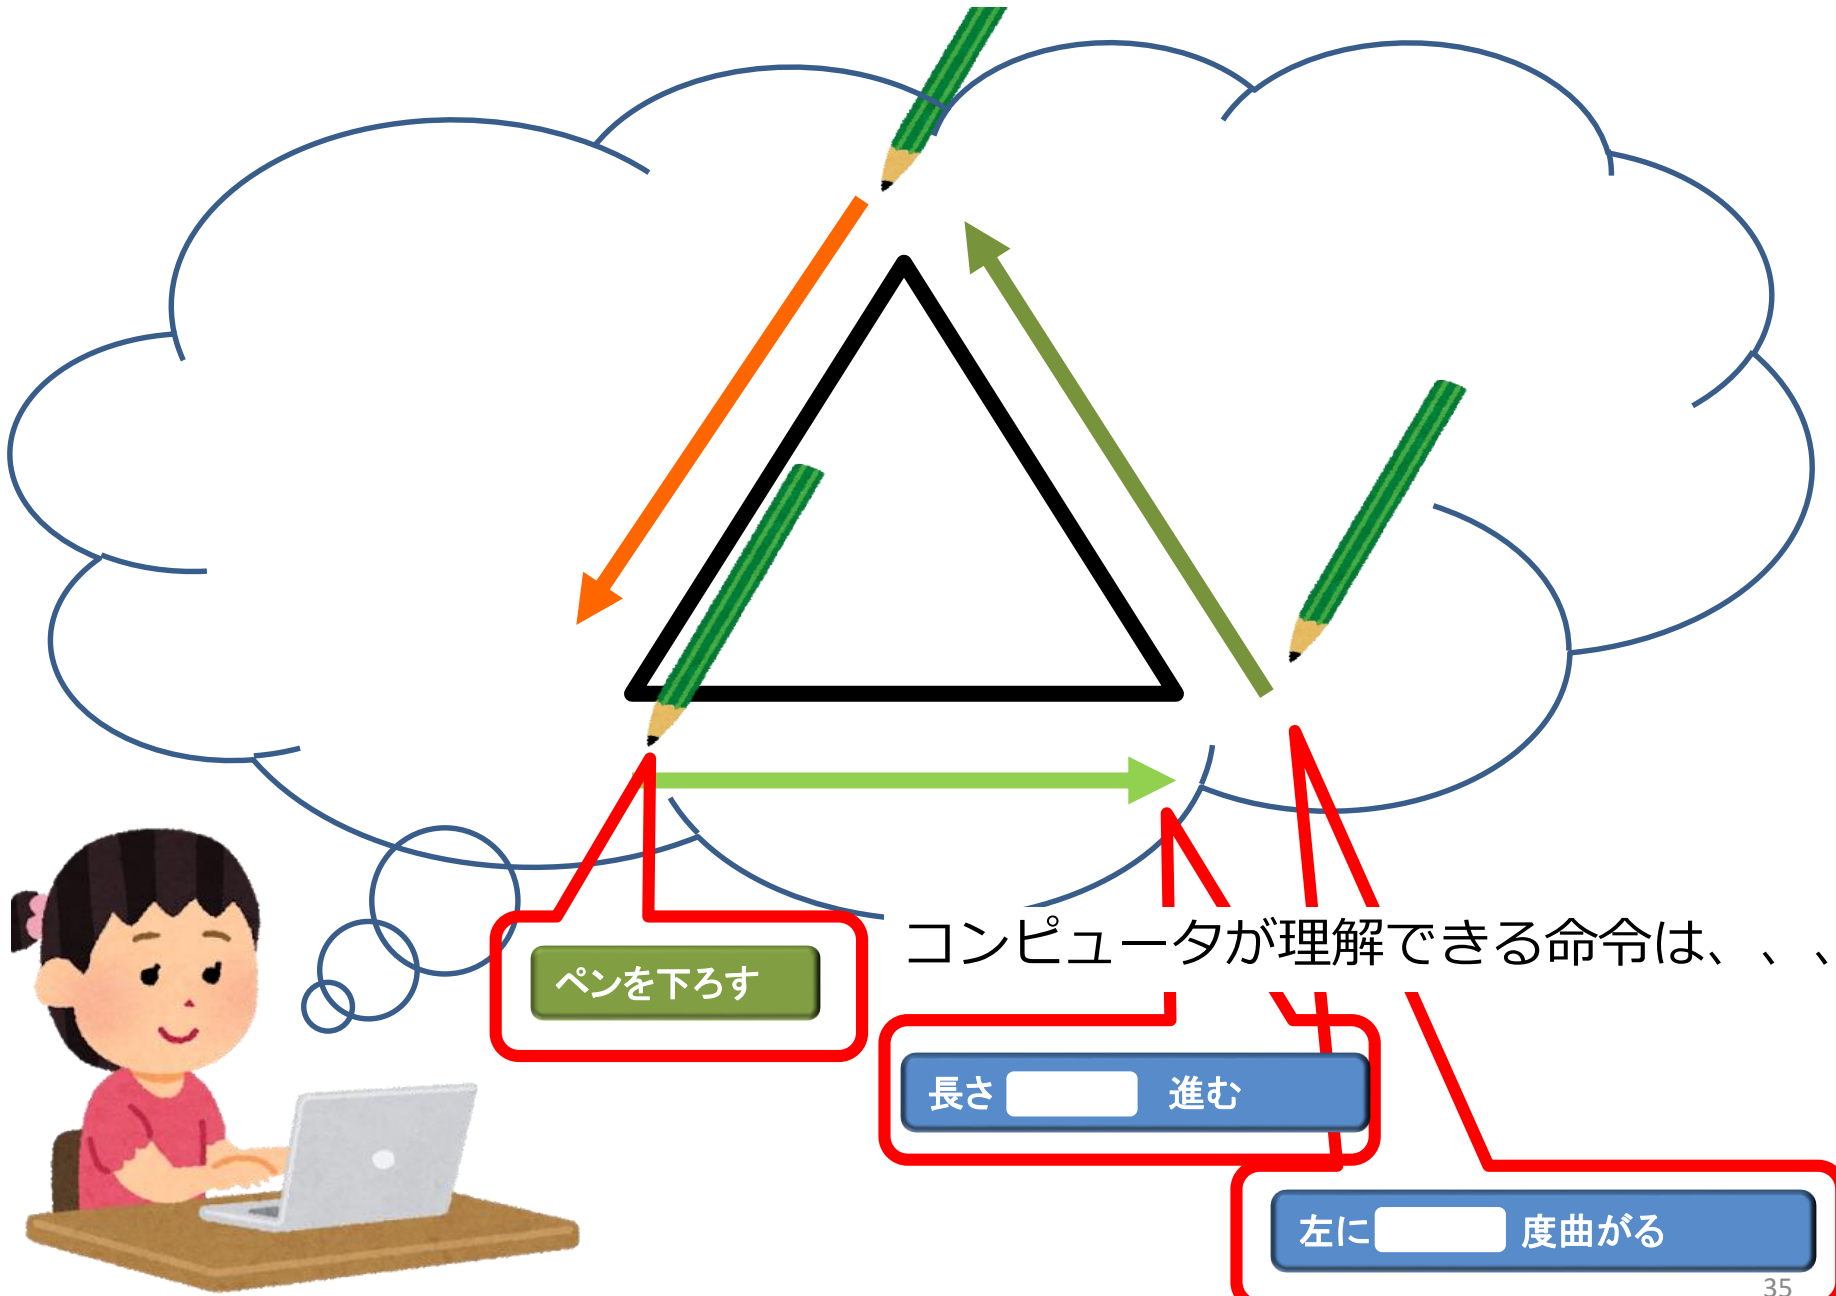 コンピュータが理解できる命令は、、、
ペンを下ろす
長さ 進む
左に 度曲がる
35